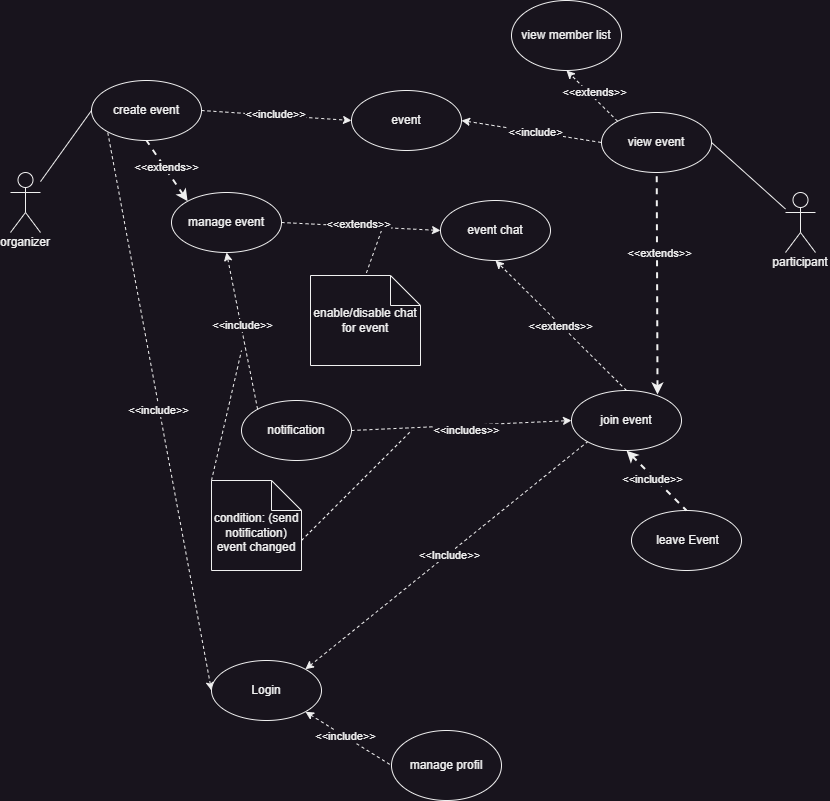 view member list
<<extends>>
create event
<<include>>
event
<<include>
view event
<<extends>>
organizer
manage event
<<extends>>
event chat
participant
<<extends>>
enable/disable chat
for event
<<include>>
<<extends>>
<<include>>
notification
<<includes>>
join event
<<include>>
condition: (send
notification)
event changed
leave Event
<<Include>>
Login
<<include>>
manage profil